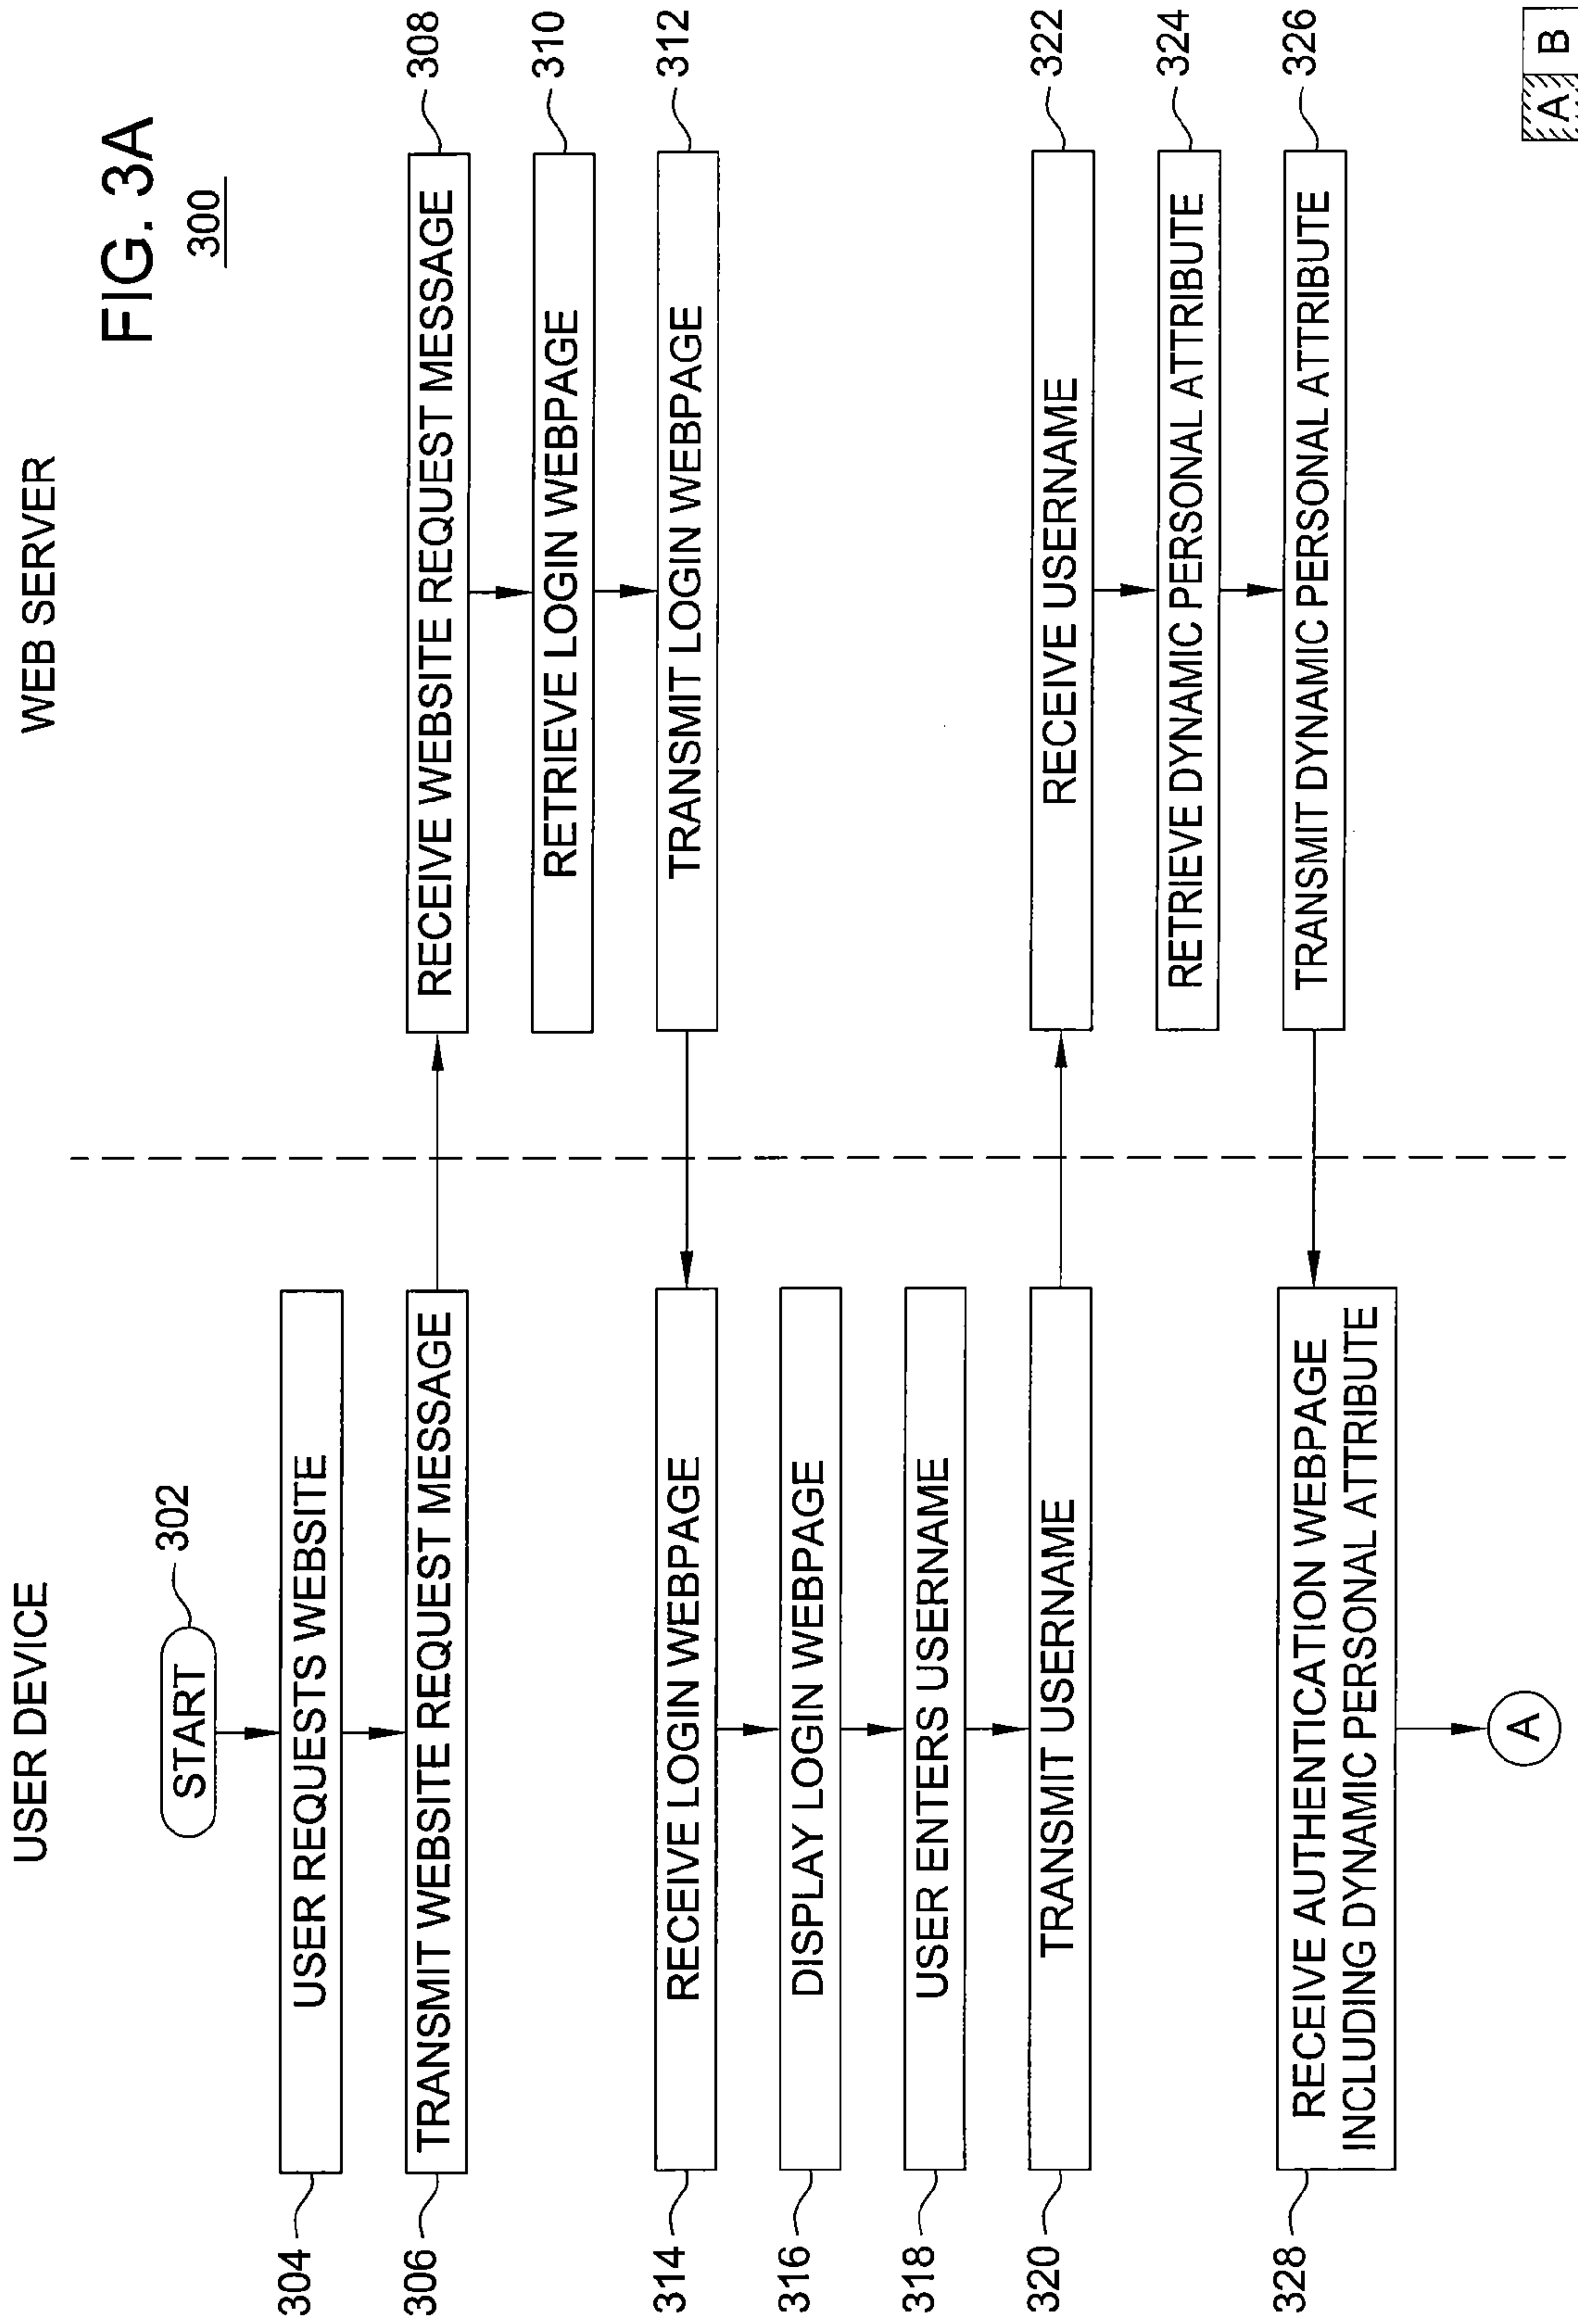 FIG. 3A
300
USER DEVICE
WEB SERVER
START
302
304
USER REQUESTS WEBSITE
306
TRANSMIT WEBSITE REQUEST MESSAGE
RECEIVE WEBSITE REQUEST MESSAGE
308
RETRIEVE LOGIN WEBPAGE
310
TRANSMIT LOGIN WEBPAGE
312
314
RECEIVE LOGIN WEBPAGE
316
DISPLAY LOGIN WEBPAGE
318
USER ENTERS USERNAME
320
TRANSMIT USERNAME
RECEIVE USERNAME
322
RETRIEVE DYNAMIC PERSONAL ATTRIBUTE
324
TRANSMIT DYNAMIC PERSONAL ATTRIBUTE
326
328
RECEIVE AUTHENTICATION WEBPAGE
INCLUDING DYNAMIC PERSONAL ATTRIBUTE
A
A B